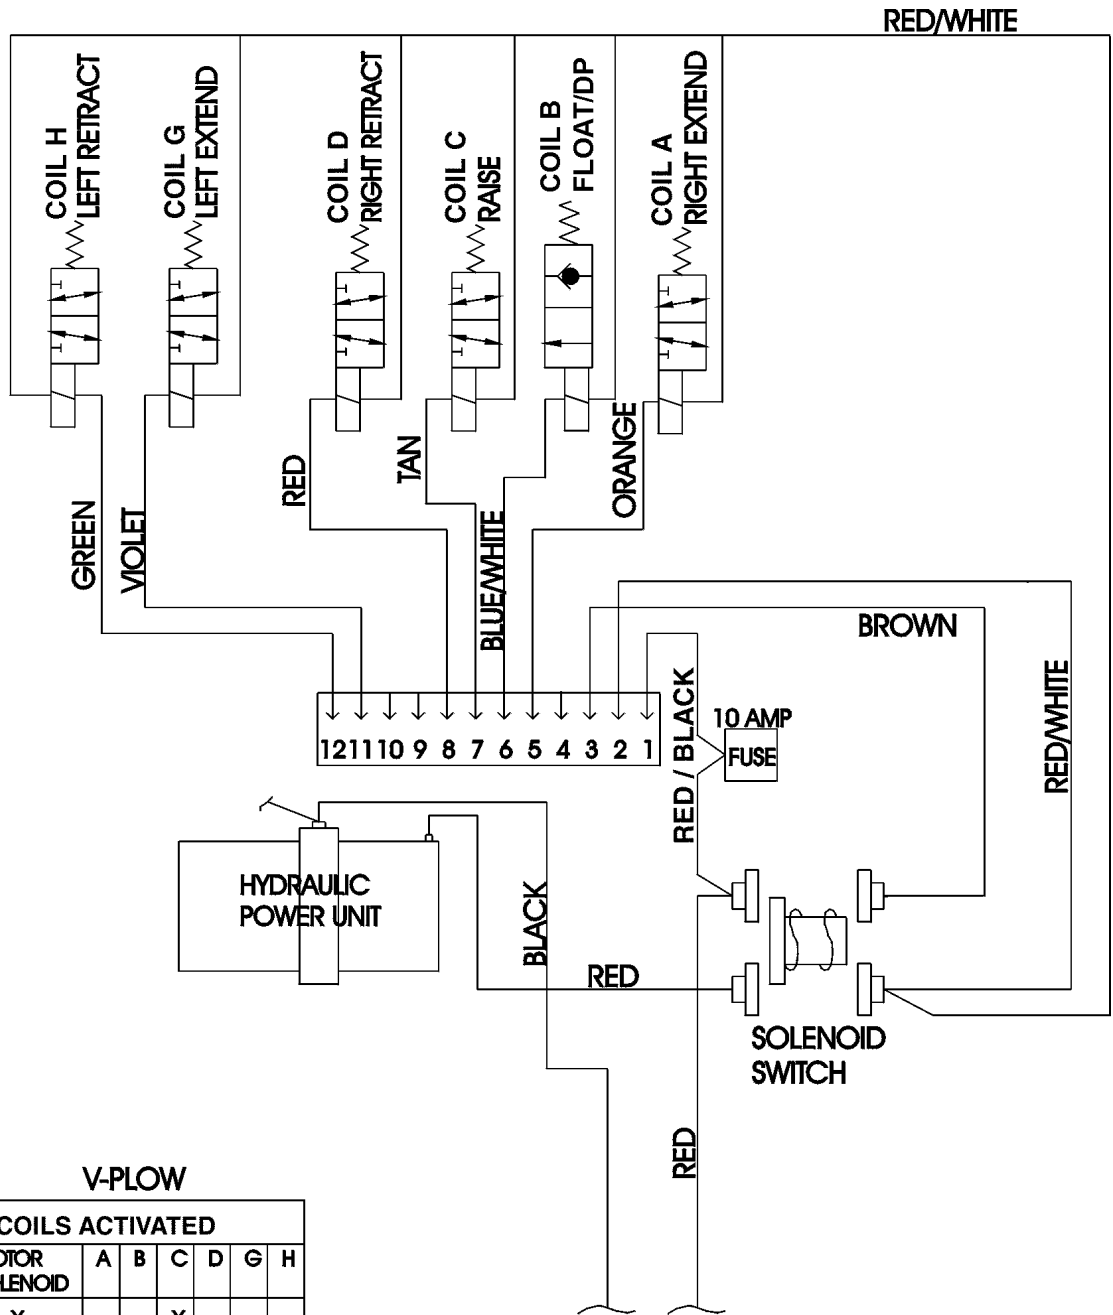 RED/WHITE
COIL H
LEFT RETRACT
COIL G
LEFT EXTEND
COIL D
RIGHT RETRACT
COIL C
RAISE
COIL B
FLOAT/DP
COIL A
RIGHT EXTEND
GREEN
VIOLET
RED
TAN
BLUE/WHITE
ORANGE
BROWN
RED/WHITE
RED / BLACK
10 AMP
FUSE
12 11 10 9 8 7 6 5 4 3 2 1
HYDRAULIC
POWER UNIT
BLACK
RED
SOLENOID
SWITCH
RED
V-PLOW
COILS ACTIVATED
OTOR A B C D G H
LENOID
X X